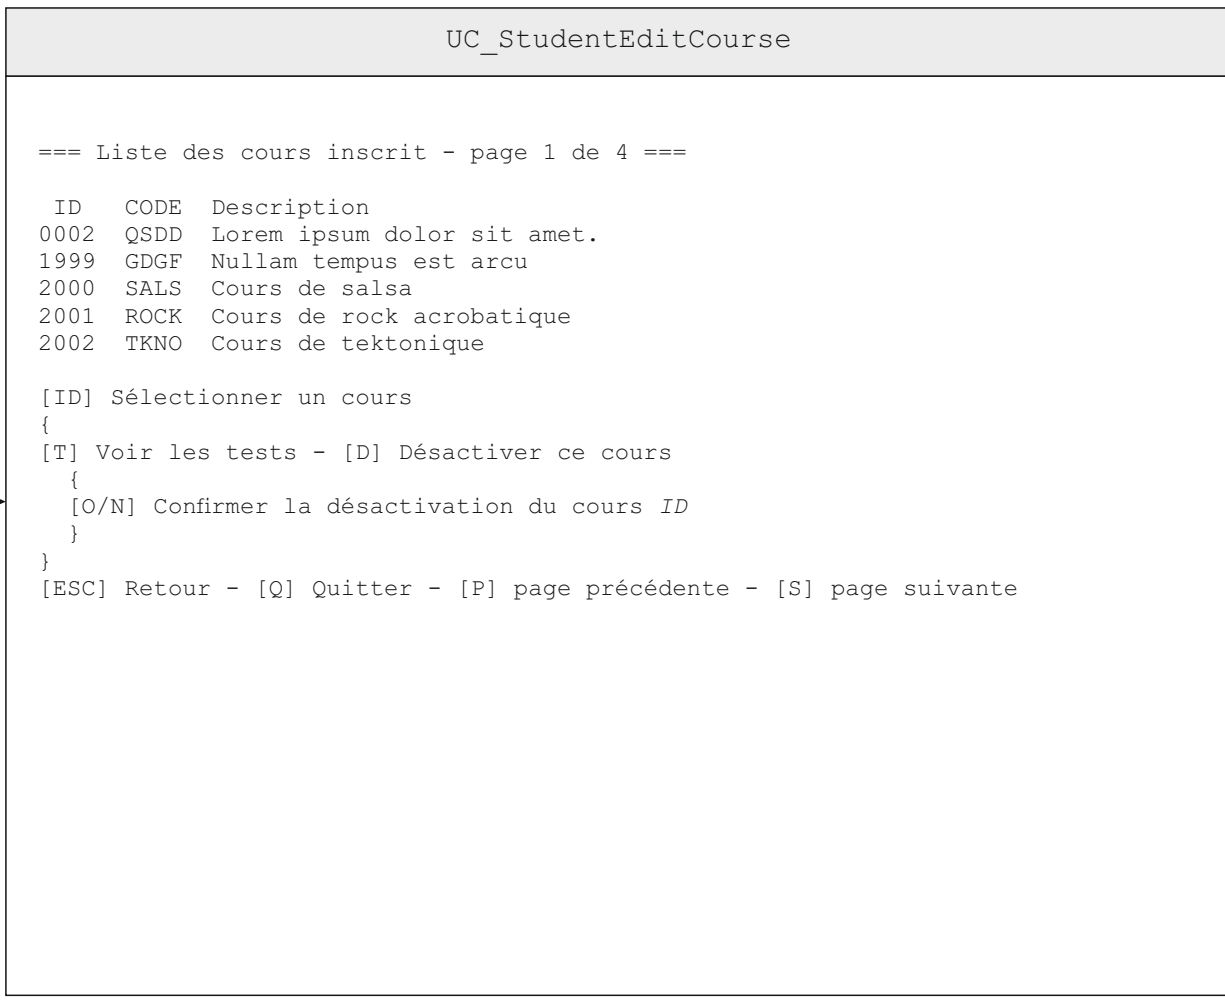 UC_StudentEditCourse
=== Liste des cours inscrit - page 1 de 4 ===
ID CODE Description
0002 QSDD Lorem ipsum dolor sit amet.
1999 GDGF Nullam tempus est arcu
2000 SALS Cours de salsa
2001 ROCK Cours de rock acrobatique
2002 TKNO Cours de tektonique
[ID] Sélectionner un cours
{
[T] Voir les tests - [D] Désactiver ce cours
{
[O/N] Confirmer la désactivation du cours ID
}
}
[ESC] Retour - [Q] Quitter - [P] page précédente - [S] page suivante